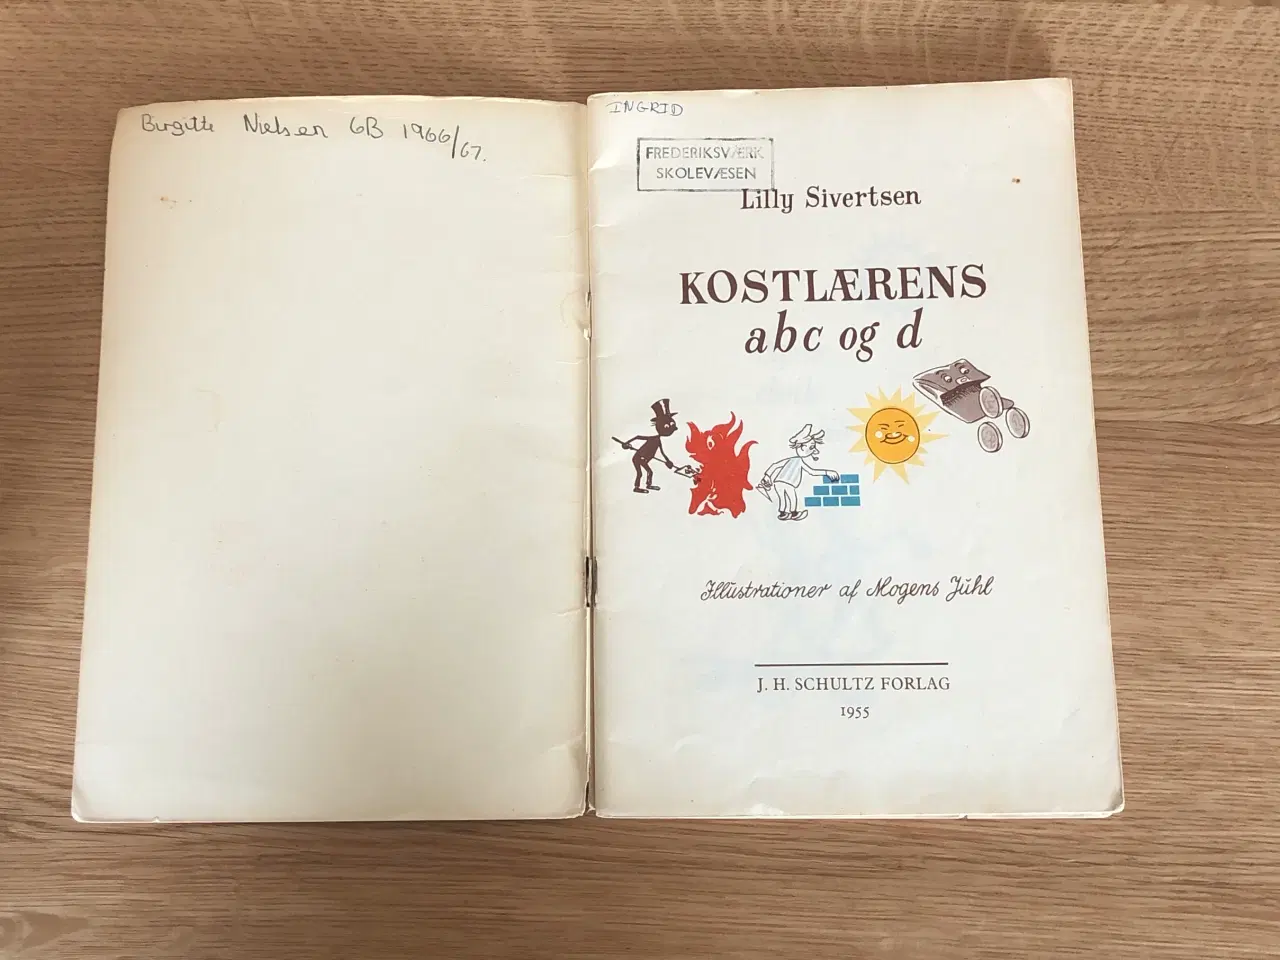 Birgitte Nielsen 6B 1966/67.
INGRID
FREDERIKSVÆRK
SKOLEVÆSEN
Lilly Sivertsen
KOSTLÆRENS
abc og d
Illustrationer af Mogens Juhl
J. H. SCHULTZ FORLAG
1955